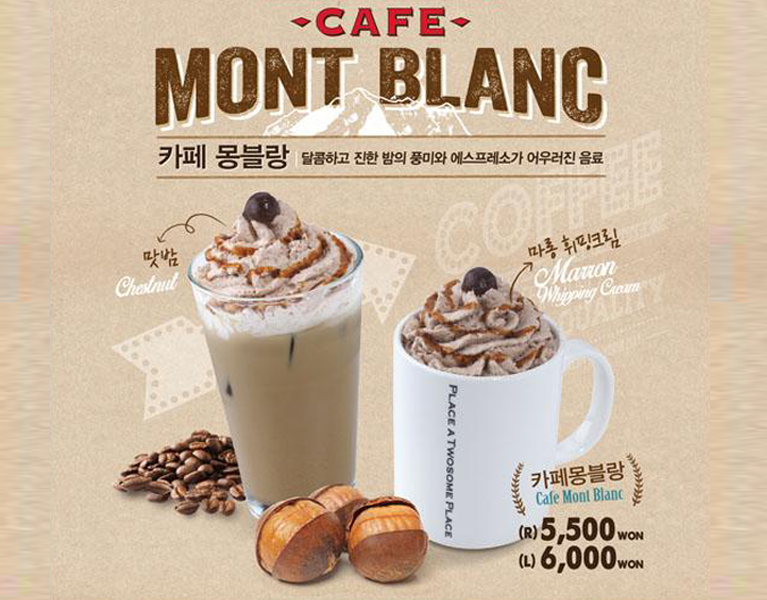 CAFE
MONT BLANC
카페 몽블랑 | 달콤하고 진한 밤의 풍미와 에스프레소가 어우러진 음료
COFFEE
맛밤
Chestnut
마롱 휘핑크림
Marron
Whipping Cream
QUALITY
PLACE A TWOSOME PLACE
카페몽블랑
Cafe Mont Blanc
(R) 5,500 WON
(L) 6,000 WON